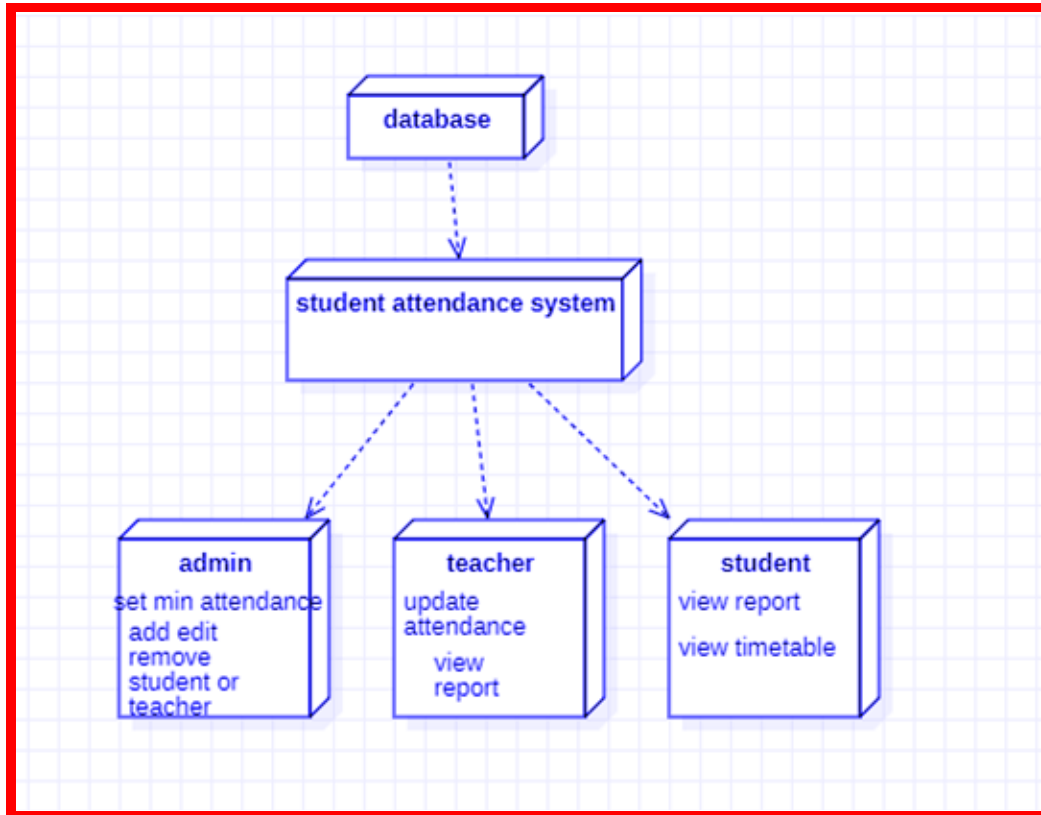 database
student attendance system
admin
set min attendance
add edit
remove
student or
teacher
teacher
update
attendance
view
report
student
view report
view timetable